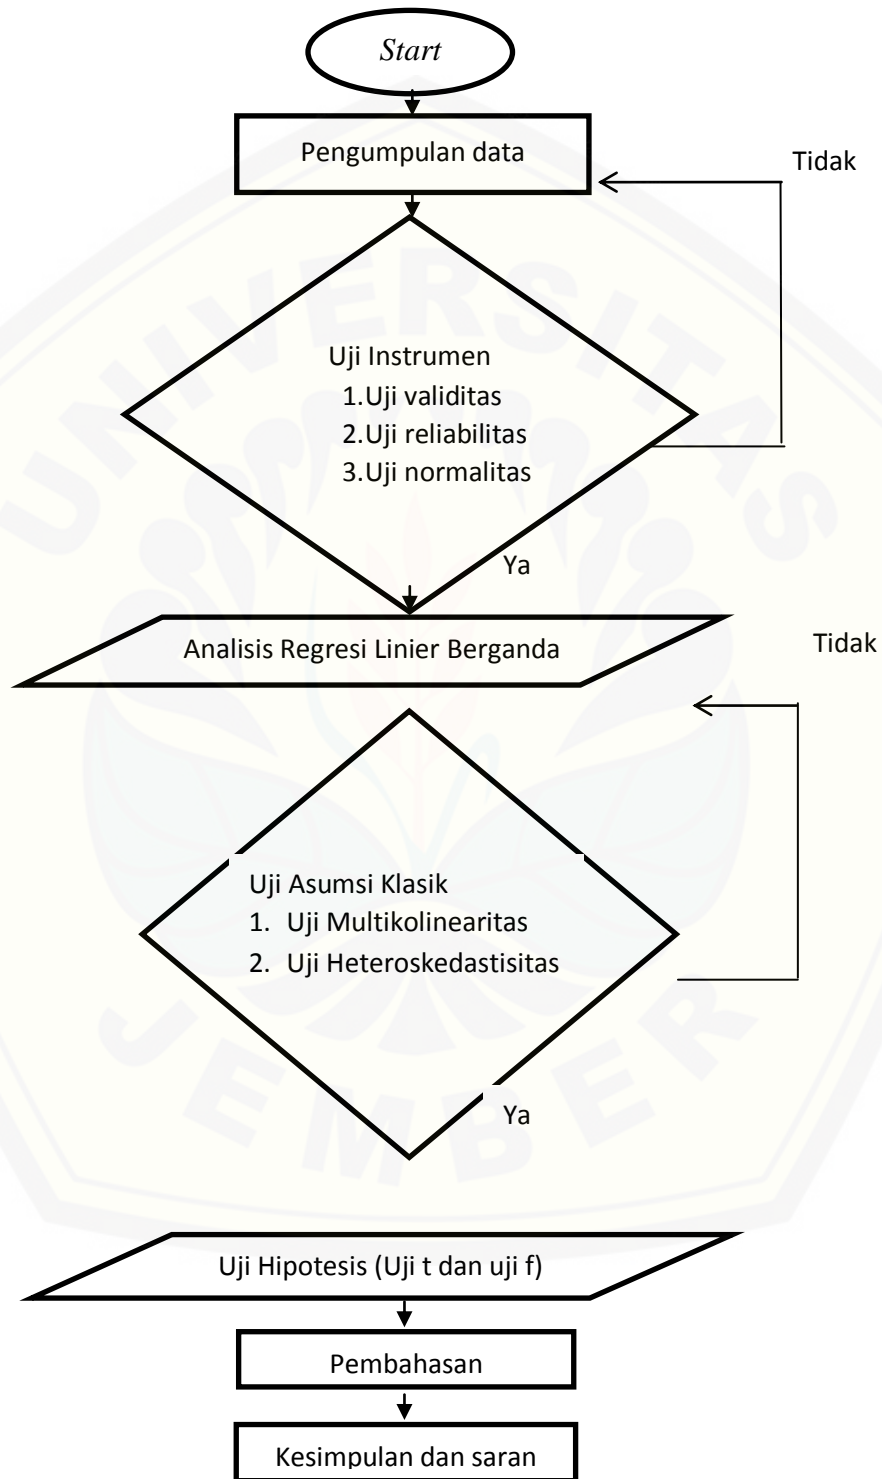 Start
Pengumpulan data
Tidak
Uji Instrumen
1.Uji validitas
2.Uji reliabilitas
3.Uji normalitas
Ya
Analisis Regresi Linier Berganda
Tidak
Uji Asumsi Klasik
1. Uji Multikolinearitas
2. Uji Heteroskedastisitas
Ya
Uji Hipotesis (Uji t dan uji f)
Pembahasan
Kesimpulan dan saran
UNIVERSITAS
JEMBER